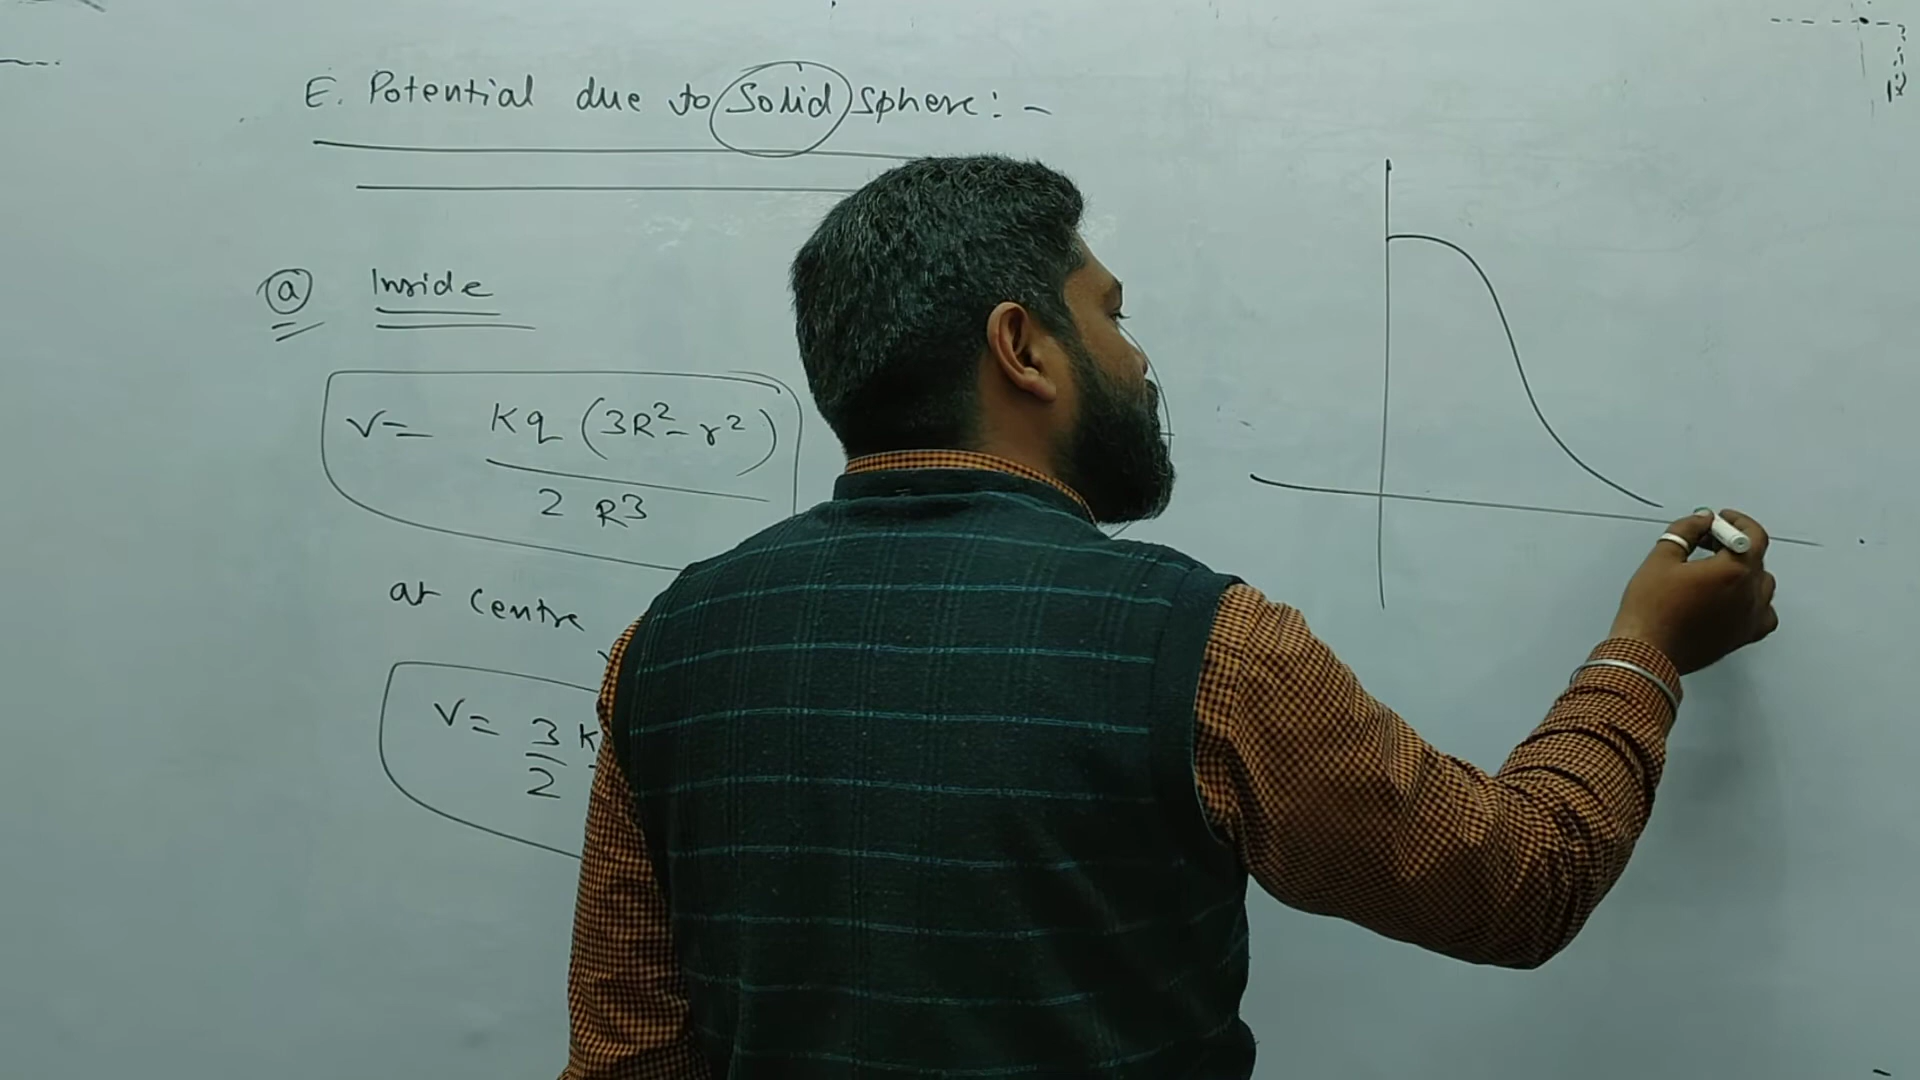 E. Potential due to Solid sphere: -
(a) Inside
V = Kq (3R² - r²)
2 R3
at Centre
V = 3 K
2